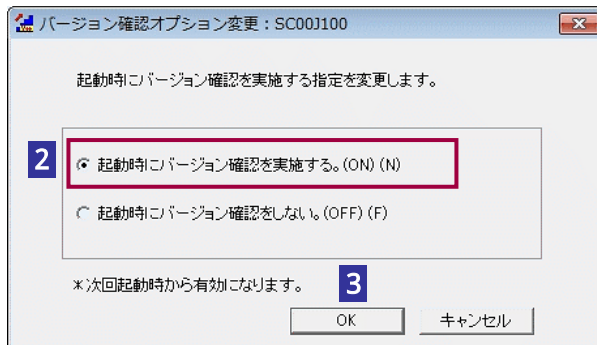 バージョン確認オプション変更：SC00J100
起動時にバージョン確認を実施する指定を変更します。
2
起動時にバージョン確認を実施する。(ON)(N)
起動時にバージョン確認をしない。(OFF)(F)
*次回起動時から有効になります。
3
OK キャンセル